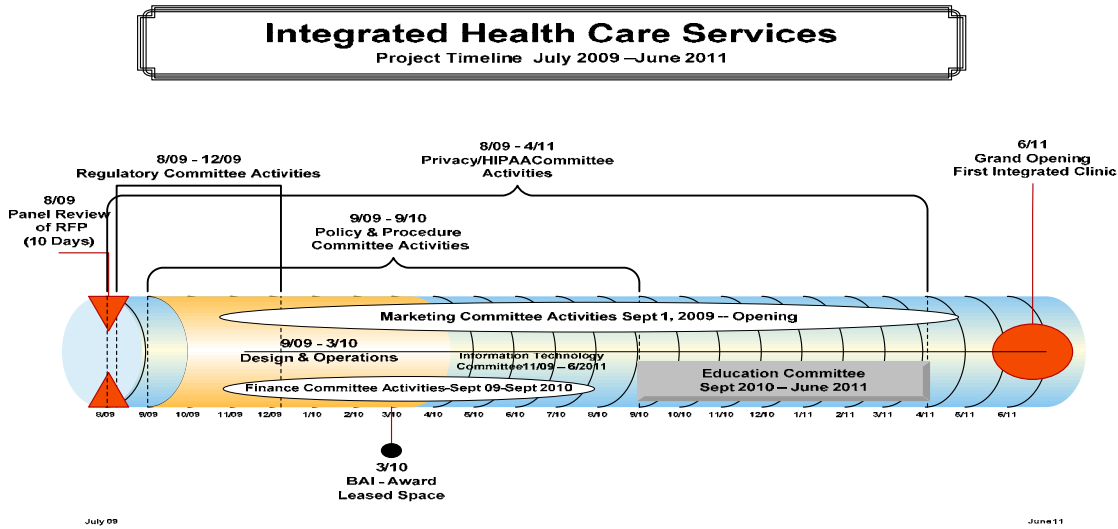 Integrated Health Care Services
Project Timeline July 2009 –June 2011
8/09 - 4/11
Privacy/HIPAACommittee
Activities
6/11
Grand Opening
First Integrated Clinic
8/09 - 12/09
Regulatory Committee Activities
8/09
Panel Review
of RFP
(10 Days)
9/09 - 9/10
Policy & Procedure
Committee Activities
Marketing Committee Activities Sept 1, 2009 -- Opening
9/09 - 3/10
Design & Operations
Information Technology
Committee11/09 – 6/2011
Education Committee
Sept 2010 – June 2011
Finance Committee Activities-Sept 09-Sept 2010
8/09 9/09 10/09 11/09 12/09 1/10 2/10 3/10 4/10 5/10 6/10 7/10 8/10 9/10 10/10 11/10 12/10 1/11 2/11 3/11 4/11 5/11 6/11
3/10
BAI - Award
Leased Space
July 09
June 11